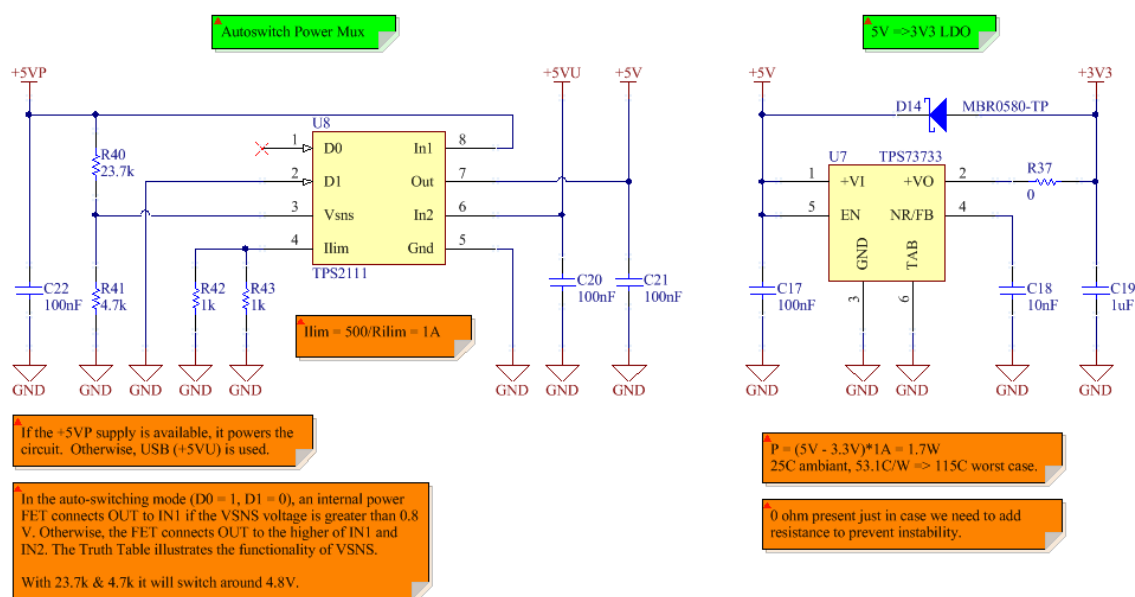 Autoswitch Power Mux
5V =>3V3 LDO
+5VP
+5VU
+5V
+5V
+3V3
D14
MBR0580-TP
U8
1
D0
In1
8
2
D1
Out
7
3
Vsns
In2
6
4
Ilim
Gnd
5
TPS2111
R40
23.7k
R41
4.7k
C22
100nF
R42
1k
R43
1k
C20
100nF
C21
100nF
Ilim = 500/Rilim = 1A
U7
TPS73733
1
+VI
+VO
2
5
EN
NR/FB
4
GND
TAB
3
6
R37
0
C17
100nF
C18
10nF
C19
1uF
GND
GND
GND
GND
GND
GND
GND
GND
GND
GND
GND
GND
GND
If the +5VP supply is available, it powers the
circuit. Otherwise, USB (+5VU) is used.
In the auto-switching mode (D0 = 1, D1 = 0), an internal power
FET connects OUT to IN1 if the VSNS voltage is greater than 0.8
V. Otherwise, the FET connects OUT to the higher of IN1 and
IN2. The Truth Table illustrates the functionality of VSNS.
With 23.7k & 4.7k it will switch around 4.8V.
P = (5V - 3.3V)*1A = 1.7W
25C ambiant, 53.1C/W => 115C worst case.
0 ohm present just in case we need to add
resistance to prevent instability.